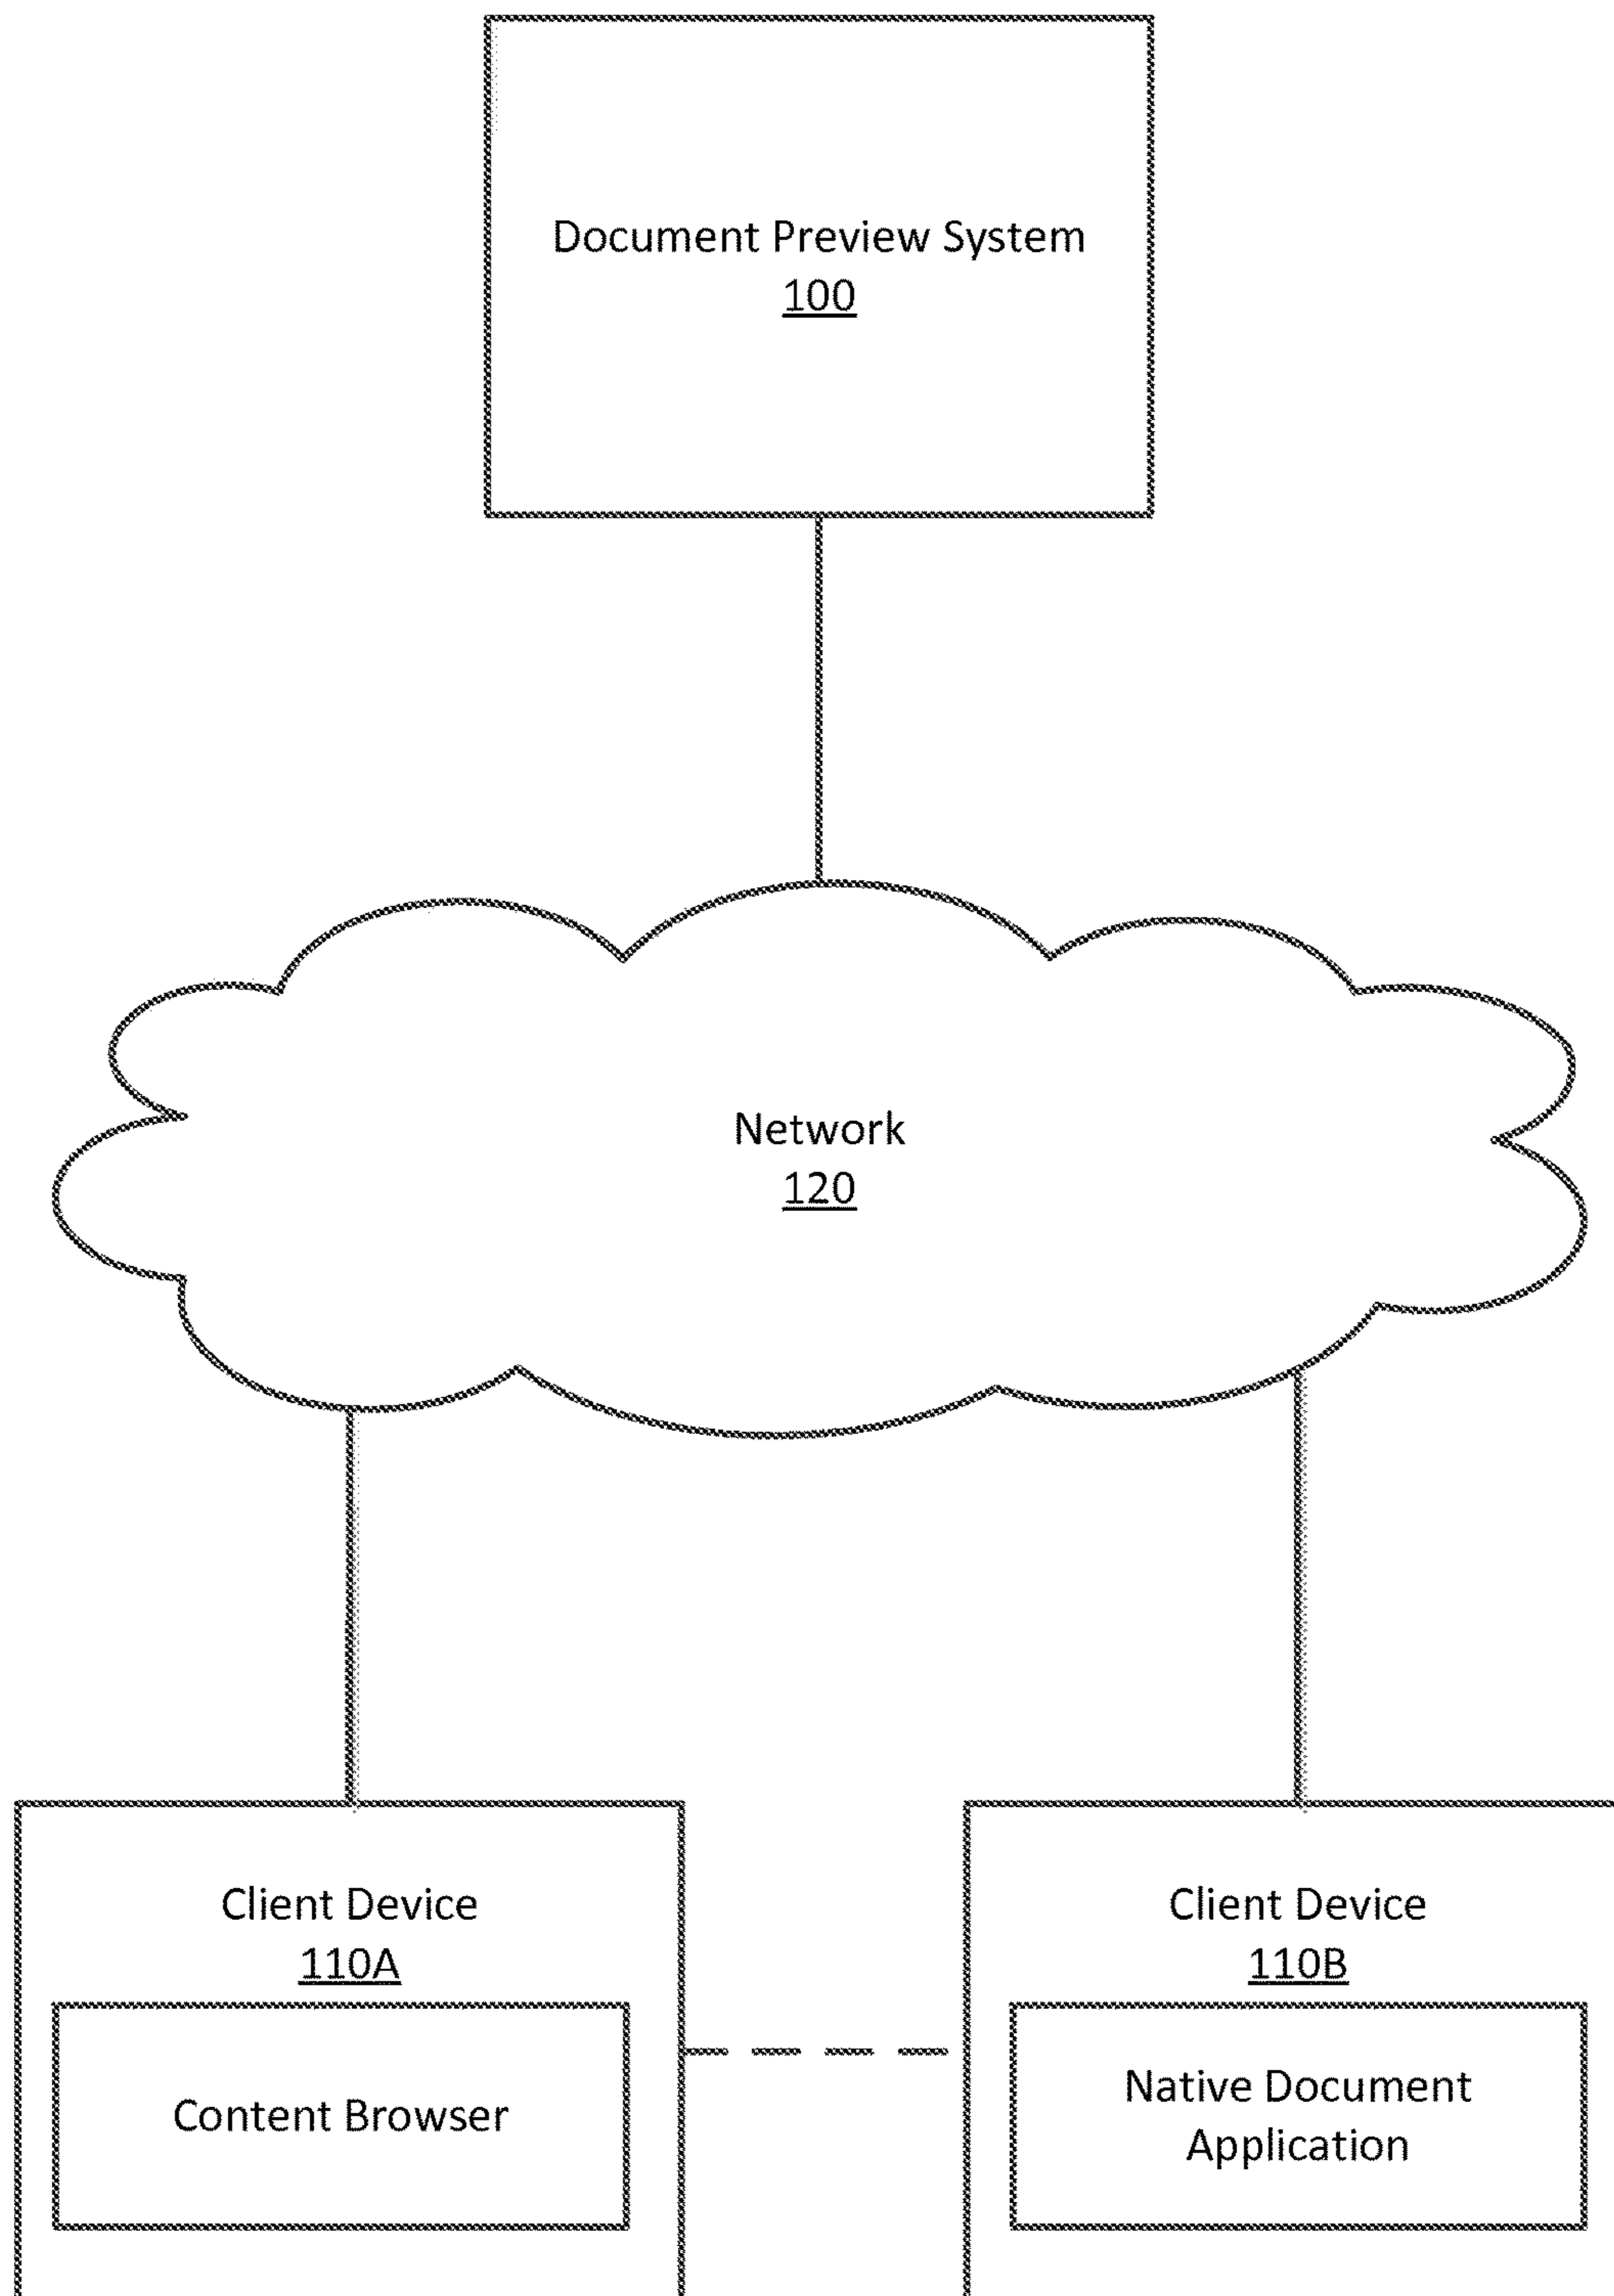 Document Preview System
100
Network
120
Client Device
110A
Content Browser
Client Device
110B
Native Document
Application